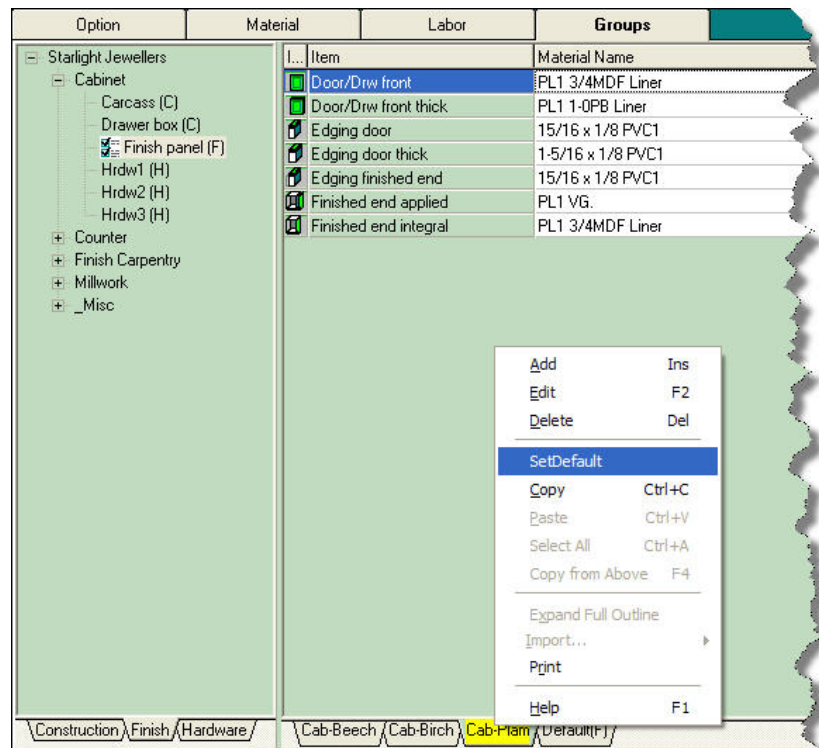 Option Material Labor Groups
Starlight Jewellers
Cabinet
Carcass (C)
Drawer box (C)
Finish panel (F)
Hrdw1 (H)
Hrdw2 (H)
Hrdw3 (H)
Counter
Finish Carpentry
Millwork
_Misc
I... Item Material Name
Door/Drw front PL1 3/4MDF Liner
Door/Drw front thick PL1 1-0PB Liner
Edging door 15/16 x 1/8 PVC1
Edging door thick 1-5/16 x 1/8 PVC1
Edging finished end 15/16 x 1/8 PVC1
Finished end applied PL1 VG.
Finished end integral PL1 3/4MDF Liner
Add Ins
Edit F2
Delete Del
SetDefault
Copy Ctrl+C
Paste Ctrl+V
Select All Ctrl+A
Copy from Above F4
Expand Full Outline
Import...
Print
Help F1
Construction Finish Hardware
Cab-Beech Cab-Birch Cab-Plam Default(F)